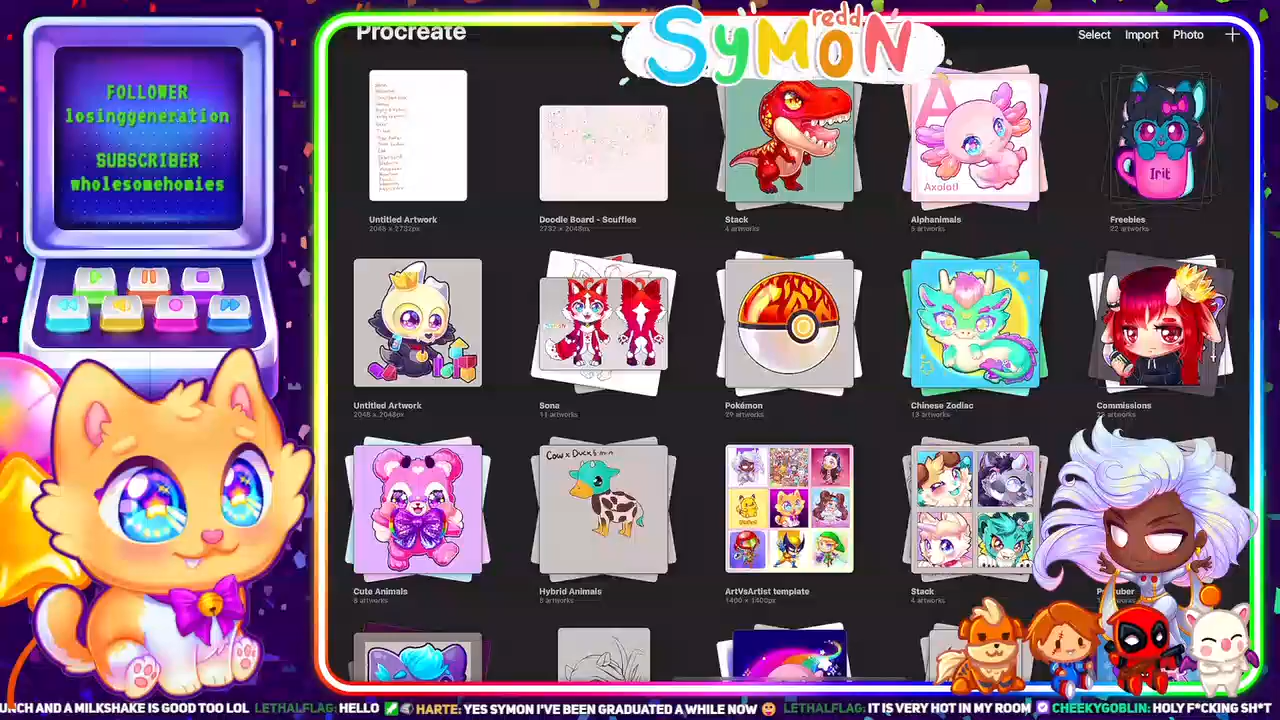 redd
SYMON
Procreate
Select Import Photo
OLLOWER
losinggeneration
SUBSCRIBER
wholesomehomies
Untitled Artwork
2048 × 2732px
Doodle Board - Scuffles
2732 × 2048px
Stack
4 artworks
A
Axolotl
Alphanimals
5 artworks
Freebies
22 artworks
Untitled Artwork
2048 × 2048px
Sona
11 artworks
Pokémon
29 artworks
Chinese Zodiac
13 artworks
Commissions
Cow x Duck
Cute Animals
8 artworks
Hybrid Animals
ArtVsArtist template
1400 × 1400px
Stack
4 artworks
UNCH AND A MILKSHAKE IS GOOD TOO LOL LETHALFLAG: HELLO HARTE: YES SYMON I'VE BEEN GRADUATED A WHILE NOW LETHALFLAG: IT IS VERY HOT IN MY ROOM CHEEKYGOBLIN: HOLY F*CKING SH*T